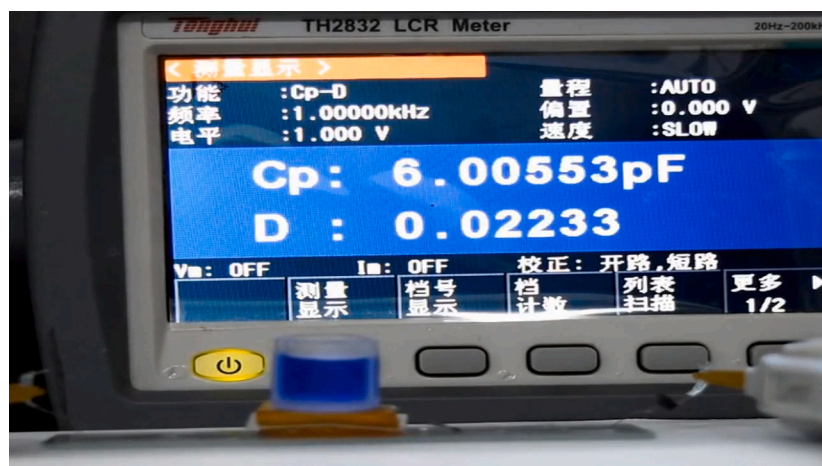 Tonghui TH2832 LCR Meter 20Hz-200kH
< 测量显示 >
功能 :Cp-D 量程 :AUTO
频率 :1.00000kHz 偏置 :0.000 V
电平 :1.000 V 速度 :SLOW
Cp: 6.00553pF
D : 0.02233
Vm: OFF Im: OFF 校正: 开路,短路
测量 档号 档 列表 更多
显示 显示 计数 扫描 1/2